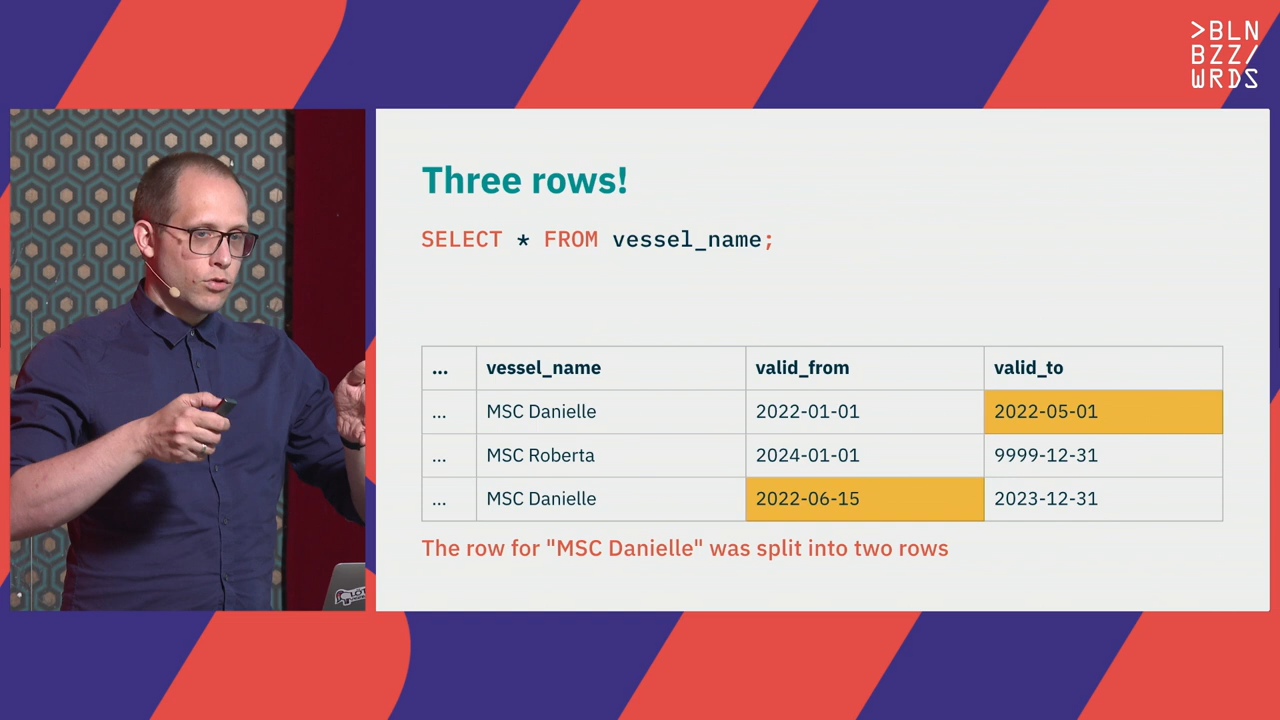 >BLN
BZZ/
WRDS
Three rows!
SELECT * FROM vessel_name;
... vessel_name valid_from valid_to
... MSC Danielle 2022-01-01 2022-05-01
... MSC Roberta 2024-01-01 9999-12-31
... MSC Danielle 2022-06-15 2023-12-31
The row for "MSC Danielle" was split into two rows